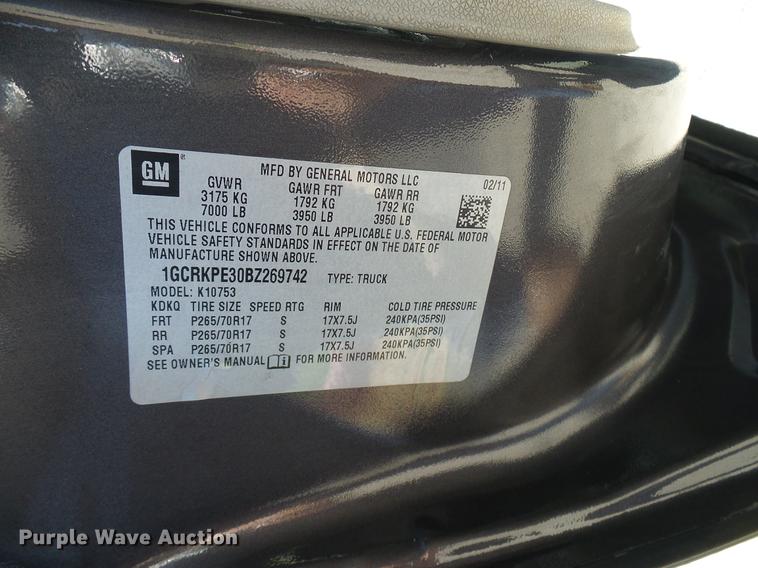 GM ® MFD BY GENERAL MOTORS LLC 02/11
GVWR GAWR FRT GAWR RR
3175 KG 1792 KG 1792 KG
7000 LB 3950 LB 3950 LB
THIS VEHICLE CONFORMS TO ALL APPLICABLE U.S. FEDERAL MOTOR
VEHICLE SAFETY STANDARDS IN EFFECT ON THE DATE OF
MANUFACTURE SHOWN ABOVE.
1GCRKPE30BZ269742 TYPE: TRUCK
MODEL: K10753
KDKQ TIRE SIZE SPEED RTG RIM COLD TIRE PRESSURE
FRT P265/70R17 S 17X7.5J 240KPA(35PSI)
RR P265/70R17 S 17X7.5J 240KPA(35PSI)
SPA P265/70R17 S 17X7.5J 240KPA(35PSI)
SEE OWNER'S MANUAL FOR MORE INFORMATION.
Purple Wave Auction